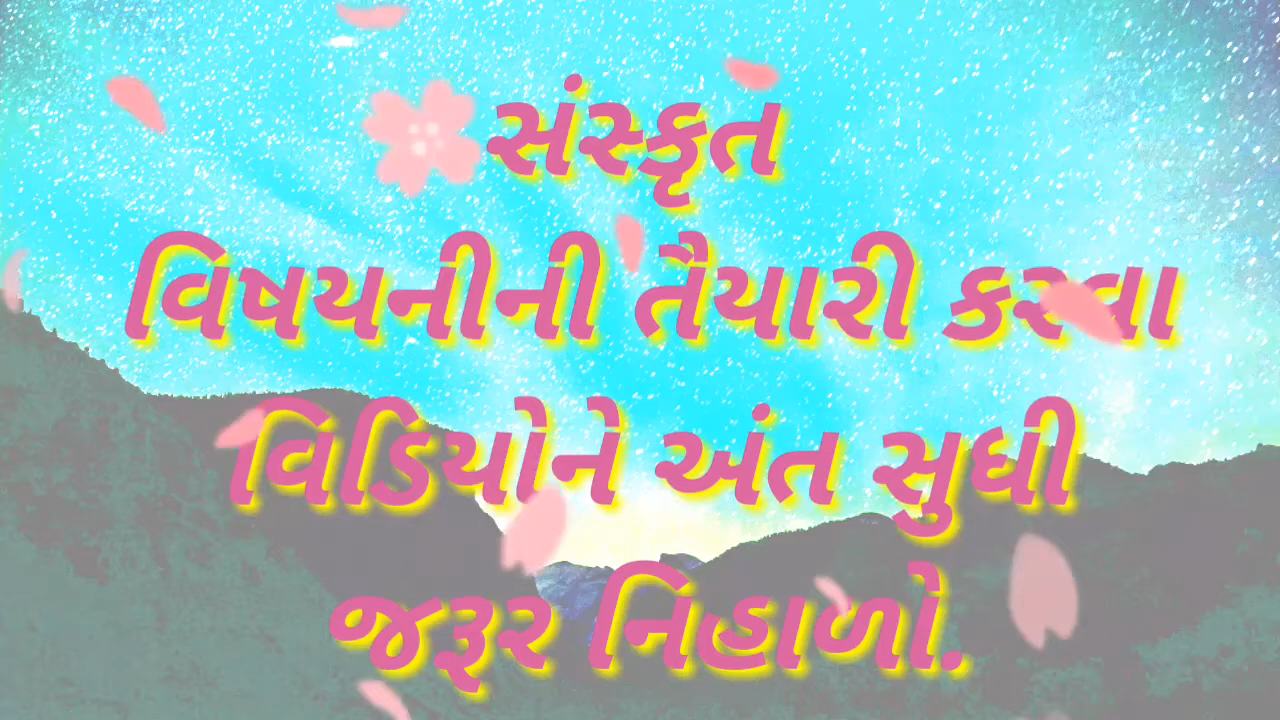 સંસ્કૃત
વિષયનીની તૈયારી કરવા
વિડિયોને અંત સુધી
જરૂર નિહાળો.